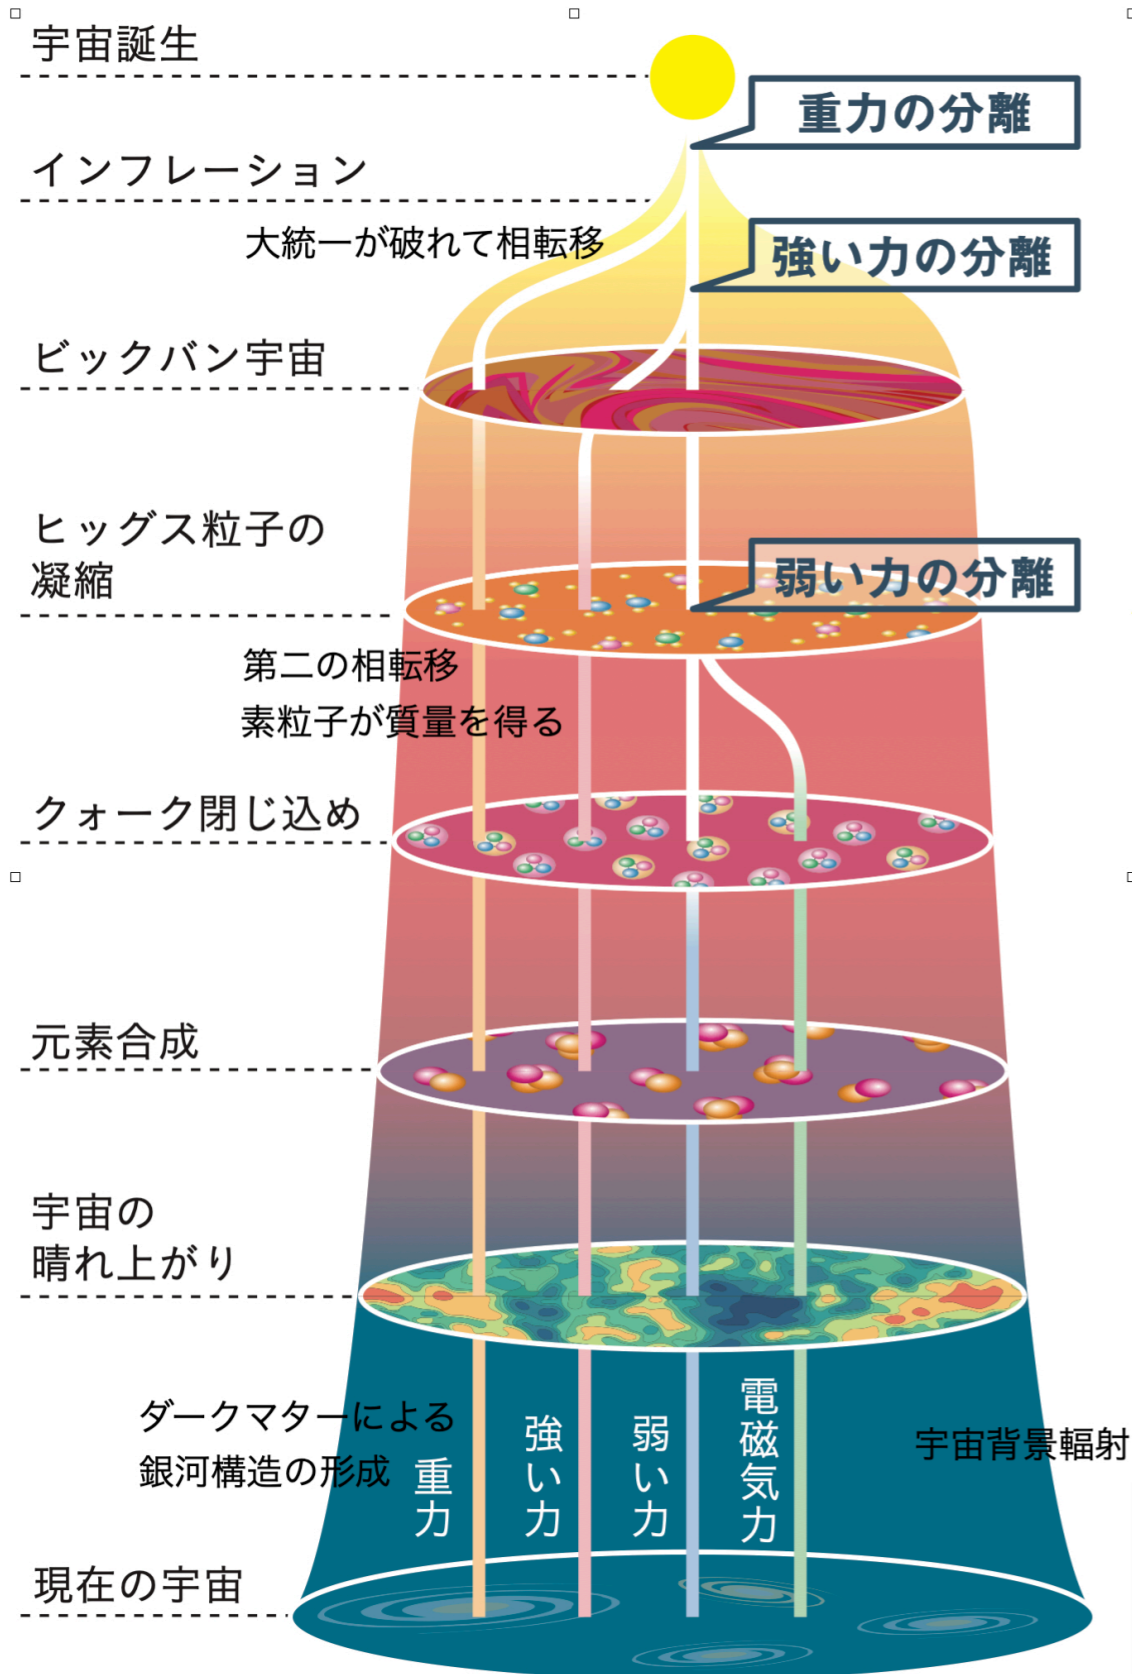 宇宙誕生
重力の分離
インフレーション
大統一が破れて相転移
強い力の分離
ビックバン宇宙
ヒッグス粒子の
凝縮
弱い力の分離
第二の相転移
素粒子が質量を得る
クォーク閉じ込め
元素合成
宇宙の
晴れ上がり
ダークマターによる
銀河構造の形成
重力
強い力
弱い力
電磁気力
宇宙背景輻射
現在の宇宙